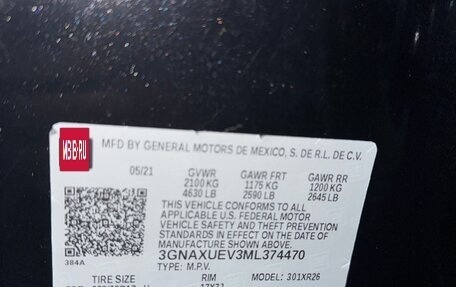 MB·RU
MFD BY GENERAL MOTORS DE MEXICO, S. DE R.L. DE C.V.
05/21 GVWR GAWR FRT GAWR RR
2100 KG 1175 KG 1200 KG
4630 LB 2590 LB 2645 LB
THIS VEHICLE CONFORMS TO ALL
APPLICABLE U.S. FEDERAL MOTOR
VEHICLE SAFETY AND THEFT PREVENTION
STANDARDS IN EFFECT ON THE DATE OF
MANUFACTURE SHOWN ABOVE.
3GNAXUEV3ML374470
384A TYPE: M.P.V. MODEL: 301XR26
TIRE SIZE RIM
17X7J